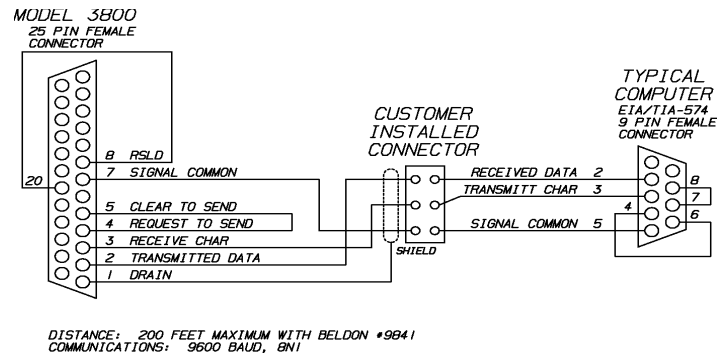 MODEL 3800
25 PIN FEMALE
CONNECTOR
TYPICAL
COMPUTER
EIA/TIA-574
9 PIN FEMALE
CONNECTOR
CUSTOMER
INSTALLED
CONNECTOR
8 RSLD
7 SIGNAL COMMON
20
5 CLEAR TO SEND
4 REQUEST TO SEND
3 RECEIVE CHAR
2 TRANSMITTED DATA
1 DRAIN
SHIELD
RECEIVED DATA 2
TRANSMITT CHAR 3
4
SIGNAL COMMON 5
8
7
6
DISTANCE: 200 FEET MAXIMUM WITH BELDON #9841
COMMUNICATIONS: 9600 BAUD, 8N1